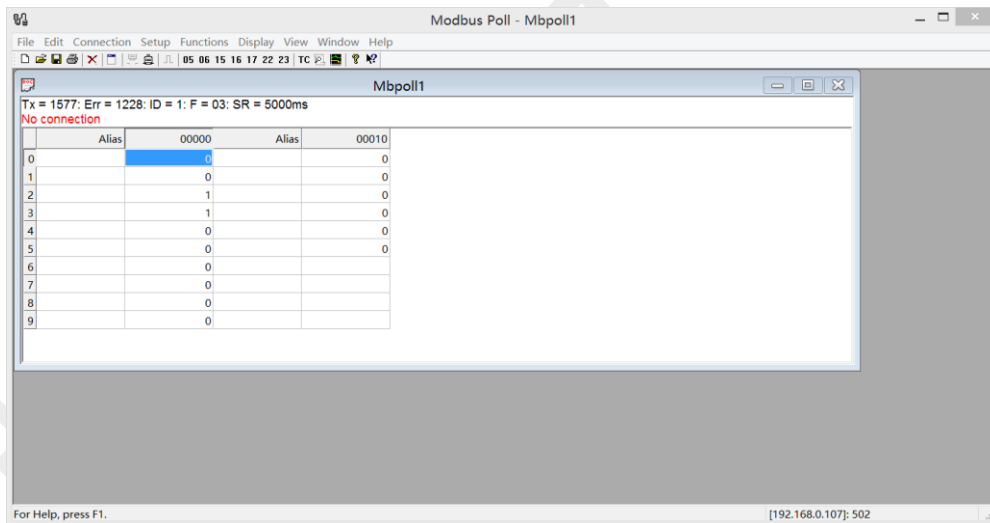 Modbus Poll - Mbpoll1
File Edit Connection Setup Functions Display View Window Help
05 06 15 16 17 22 23 TC
Mbpoll1
Tx = 1577: Err = 1228: ID = 1: F = 03: SR = 5000ms
No connection
Alias 00000 Alias 00010
0 0 0
1 0 0
2 1 0
3 1 0
4 0 0
5 0 0
6 0
7 0
8 0
9 0
For Help, press F1. [192.168.0.107]: 502